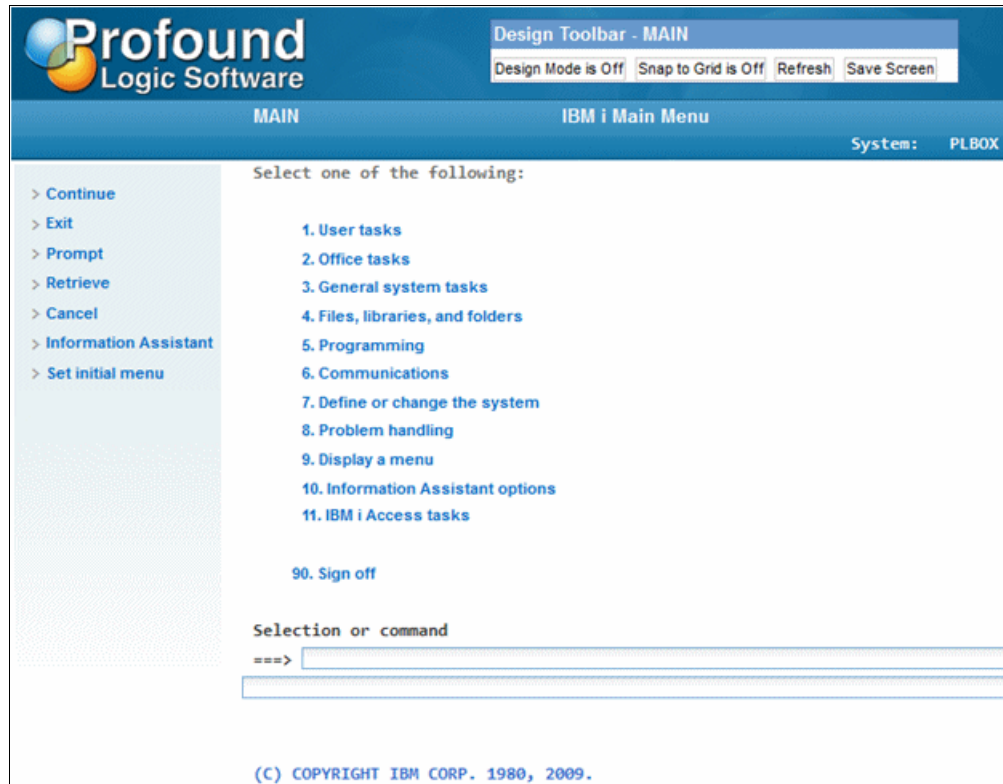 Profound
Logic Software
Design Toolbar - MAIN
Design Mode is Off Snap to Grid is Off Refresh Save Screen
MAIN IBM i Main Menu
System: PLBOX
Select one of the following:
> Continue
> Exit
> Prompt
> Retrieve
> Cancel
> Information Assistant
> Set initial menu
1. User tasks
2. Office tasks
3. General system tasks
4. Files, libraries, and folders
5. Programming
6. Communications
7. Define or change the system
8. Problem handling
9. Display a menu
10. Information Assistant options
11. IBM i Access tasks
90. Sign off
Selection or command
===>
(C) COPYRIGHT IBM CORP. 1980, 2009.